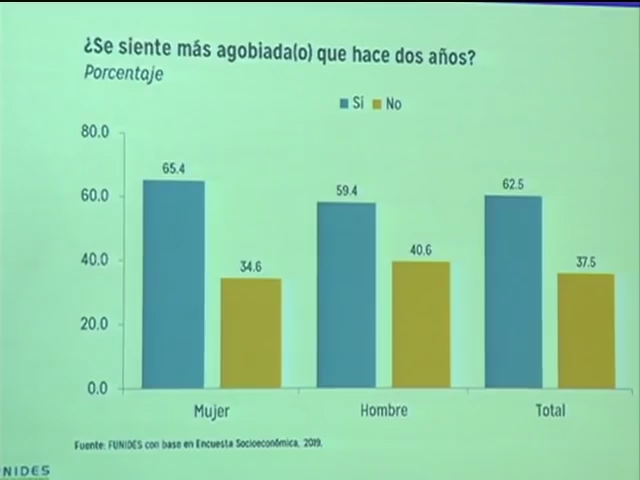 ¿Se siente más agobiada(o) que hace dos años?
Porcentaje
Si No
80.0
60.0
40.0
20.0
0.0
65.4
34.6
59.4
40.6
62.5
37.5
Mujer Hombre Total
Fuente: FUNIDES con base en Encuesta Socioeconómica, 2019.
NIDES